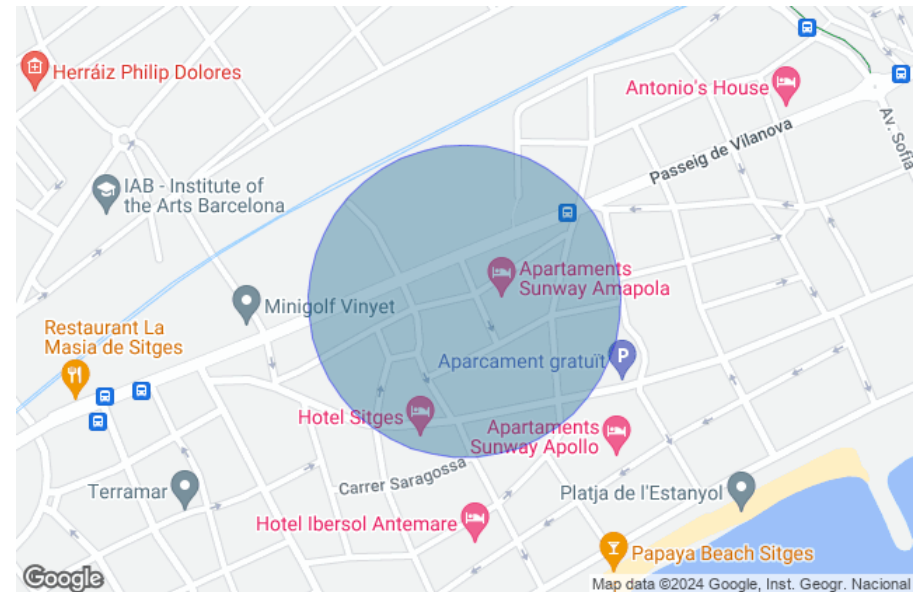 Herráiz Philip Dolores
Antonio's House
Passeig de Vilanova
Av. Sofia
IAB - Institute of
the Arts Barcelona
Apartaments
Sunway Amapola
Minigolf Vinyet
Restaurant La
Masia de Sitges
Aparcament gratuït
P
Hotel Sitges
Apartaments
Sunway Apollo
Carrer Saragossa
Terramar
Platja de l'Estanyol
Hotel Ibersol Antemare
Papaya Beach Sitges
Google
Map data ©2024 Google, Inst. Geogr. Nacional